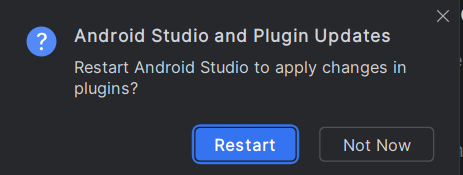 Android Studio and Plugin Updates
Restart Android Studio to apply changes in
plugins?
Restart
Not Now